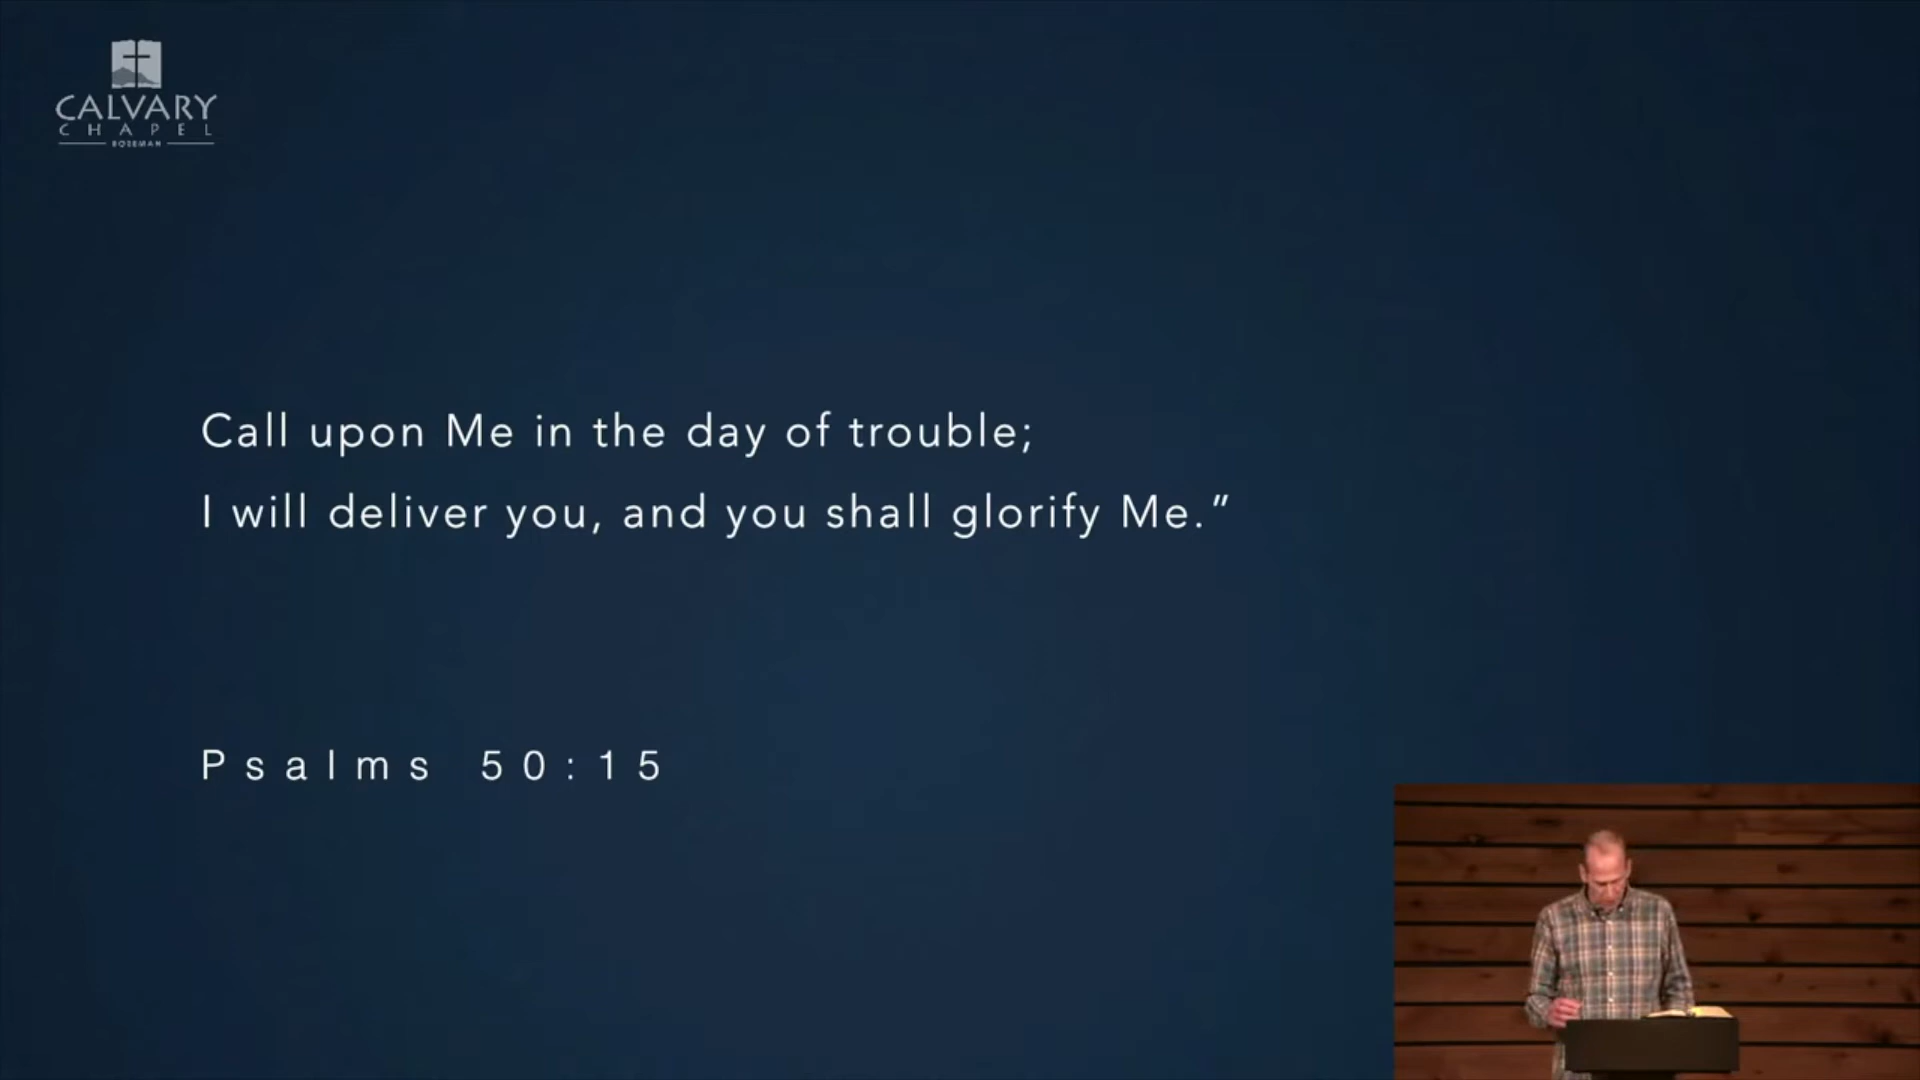 CALVARY
CHAPEL
BOZEMAN
Call upon Me in the day of trouble;
I will deliver you, and you shall glorify Me.”
Psalms 50:15